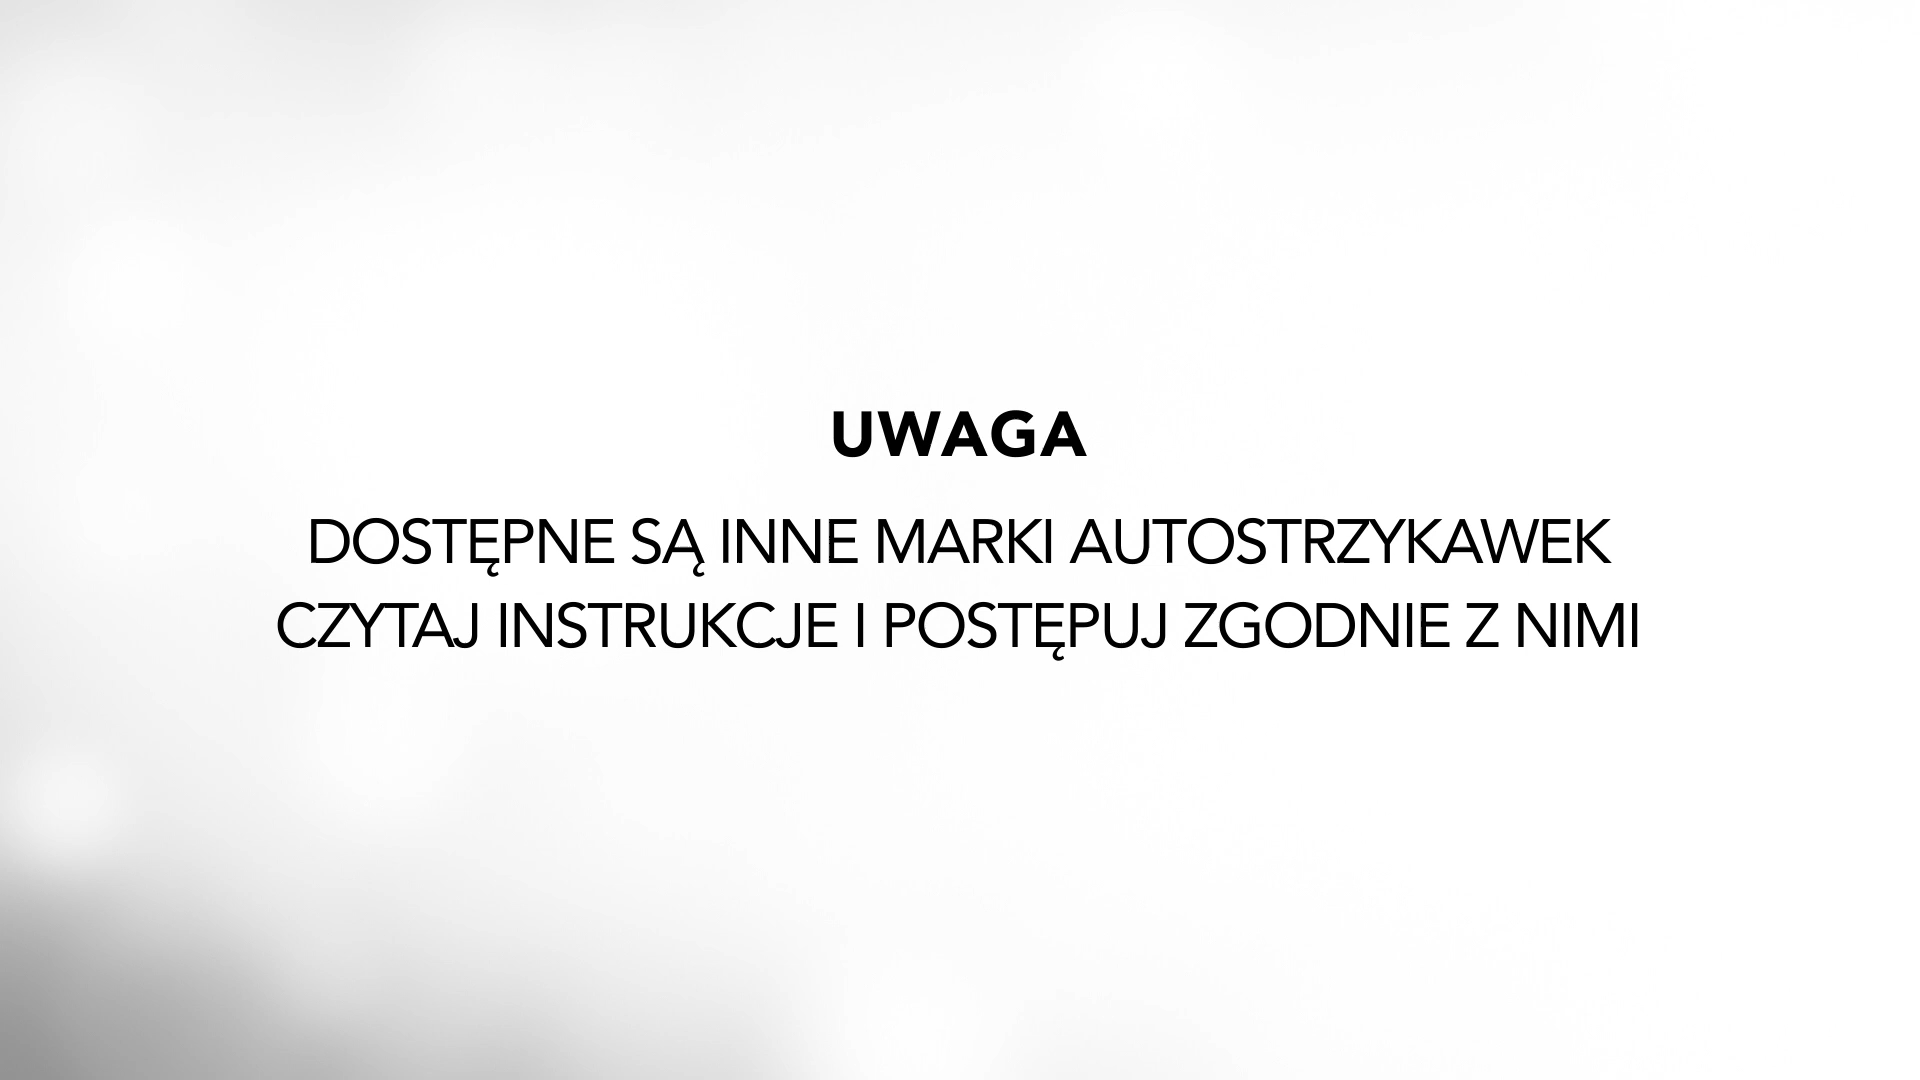 UWAGA
DOSTĘPNE SĄ INNE MARKI AUTOSTRZYKAWEK
CZYTAJ INSTRUKCJE I POSTĘPUJ ZGODNIE Z NIMI